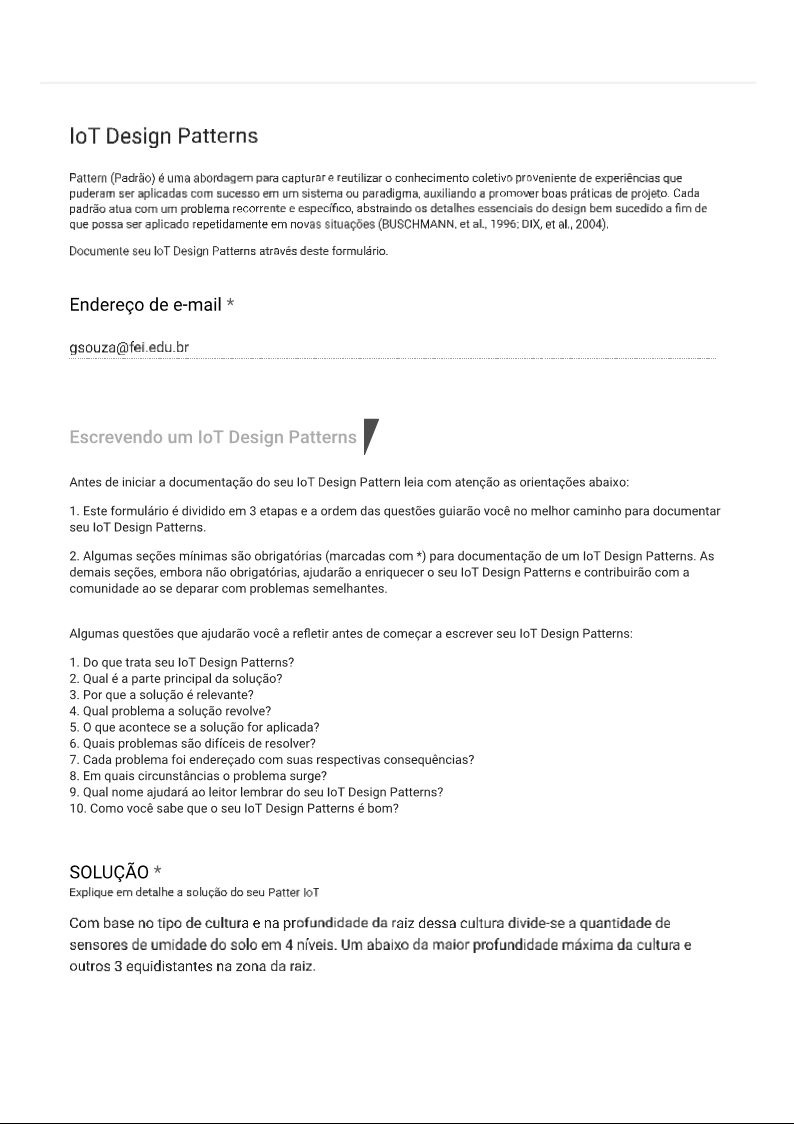 IoT Design Patterns
Pattern (Padrão) é uma abordagem para capturar e reutilizar o conhecimento coletivo proveniente de experiências que
puderam ser aplicadas com sucesso em um sistema ou paradigma, auxiliando a promover boas práticas de projeto. Cada
padrão atua com um problema recorrente e específico, abstraindo os detalhes essenciais do design bem sucedido a fim de
que possa ser aplicado repetidamente em novas situações (BUSCHMANN, et al., 1996; DIX, et al., 2004).
Documente seu IoT Design Patterns através deste formulário.
Endereço de e-mail *
gsouza@fei.edu.br
Escrevendo um IoT Design Patterns
Antes de iniciar a documentação do seu IoT Design Pattern leia com atenção as orientações abaixo:
1. Este formulário é dividido em 3 etapas e a ordem das questões guiarão você no melhor caminho para documentar
seu IoT Design Patterns.
2. Algumas seções mínimas são obrigatórias (marcadas com *) para documentação de um IoT Design Patterns. As
demais seções, embora não obrigatórias, ajudarão a enriquecer o seu IoT Design Patterns e contribuirão com a
comunidade ao se deparar com problemas semelhantes.
Algumas questões que ajudarão você a refletir antes de começar a escrever seu IoT Design Patterns:
1. Do que trata seu IoT Design Patterns?
2. Qual é a parte principal da solução?
3. Por que a solução é relevante?
4. Qual problema a solução revolve?
5. O que acontece se a solução for aplicada?
6. Quais problemas são difíceis de resolver?
7. Cada problema foi endereçado com suas respectivas consequências?
8. Em quais circunstâncias o problema surge?
9. Qual nome ajudará ao leitor lembrar do seu IoT Design Patterns?
10. Como você sabe que o seu IoT Design Patterns é bom?
SOLUÇÃO *
Explique em detalhe a solução do seu Patter IoT
Com base no tipo de cultura e na profundidade da raiz dessa cultura divide-se a quantidade de
sensores de umidade do solo em 4 níveis. Um abaixo da maior profundidade máxima da cultura e
outros 3 equidistantes na zona da raiz.